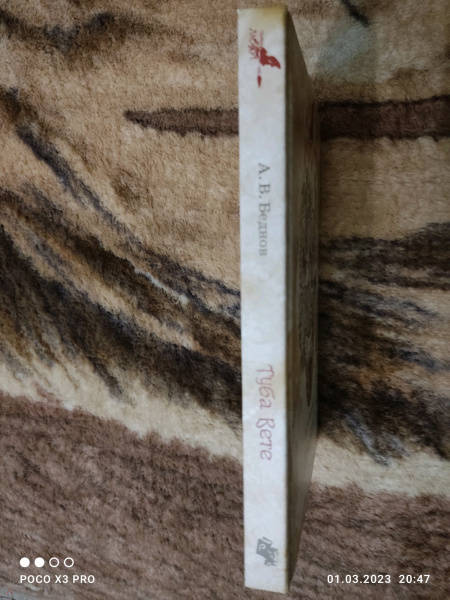 А. В. Беднов
Туба Вете
POCO X3 PRO
01.03.2023 20:47